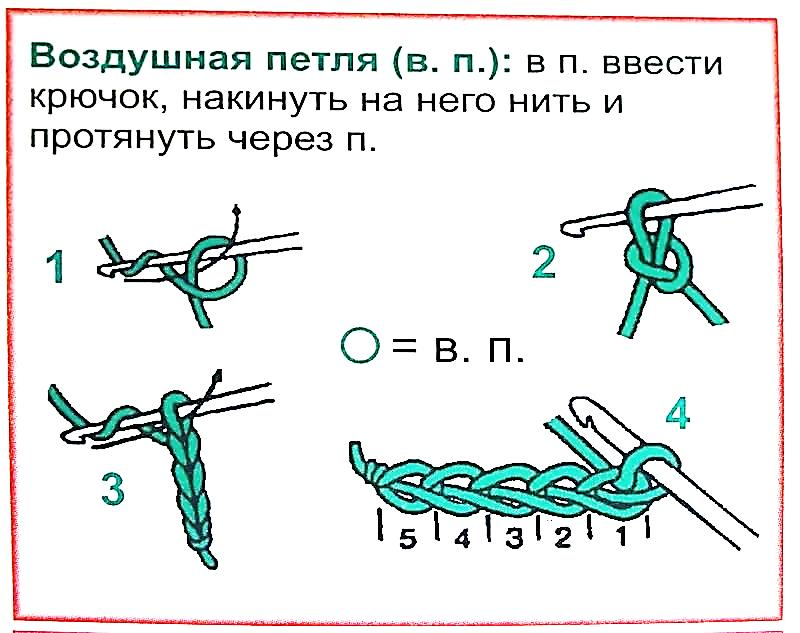 Воздушная петля (в. п.): в п. ввести
крючок, накинуть на него нить и
протянуть через п.
1
2
= в. п.
3
4
5 4 3 2 1